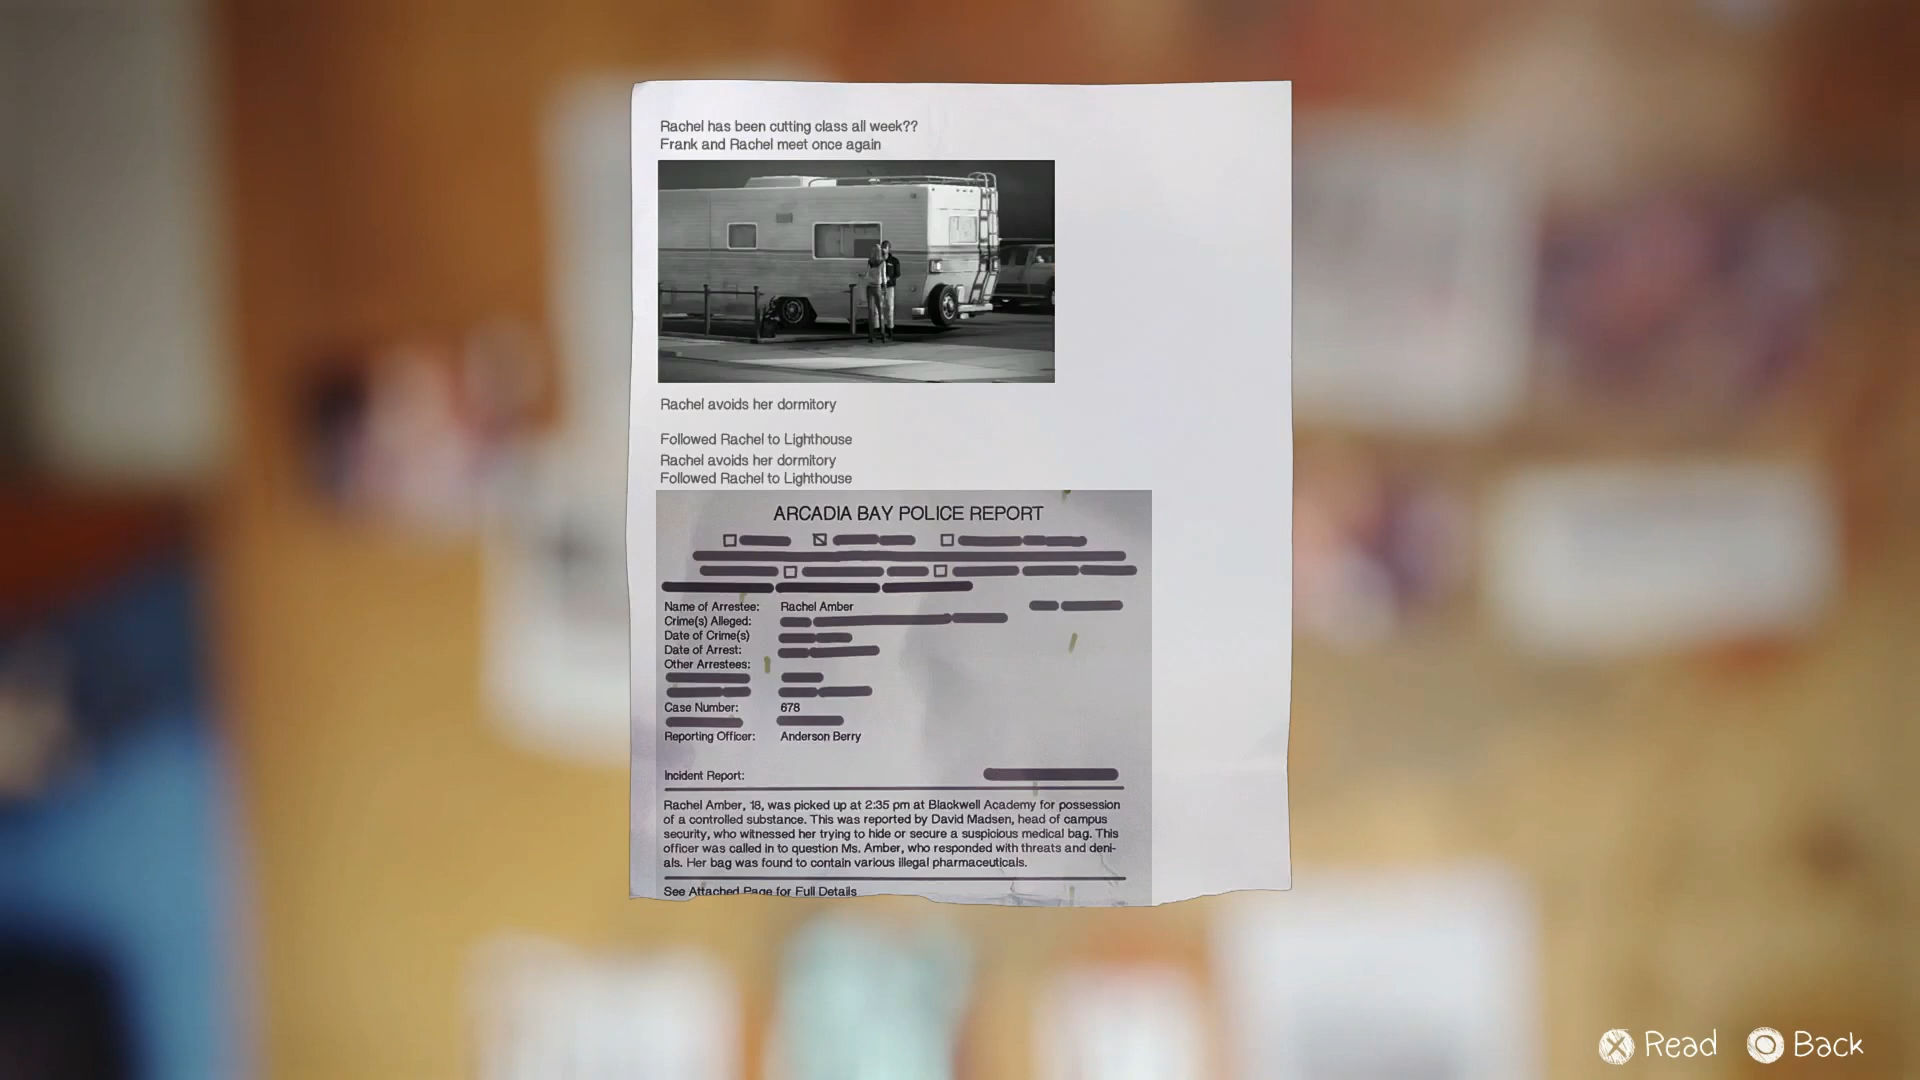 Rachel has been cutting class all week??
Frank and Rachel meet once again
Rachel avoids her dormitory
Followed Rachel to Lighthouse
Rachel avoids her dormitory
Followed Rachel to Lighthouse
ARCADIA BAY POLICE REPORT
Name of Arrestee: Rachel Amber
Crime(s) Alleged:
Date of Crime(s)
Date of Arrest:
Other Arrestees:
Case Number: 678
Reporting Officer: Anderson Berry
Incident Report:
Rachel Amber, 18, was picked up at 2:35 pm at Blackwell Academy for possession
of a controlled substance. This was reported by David Madsen, head of campus
security, who witnessed her trying to hide or secure a suspicious medical bag. This
officer was called in to question Ms. Amber, who responded with threats and deni-
als. Her bag was found to contain various illegal pharmaceuticals.
See Attached Page for Full Details
Read Back